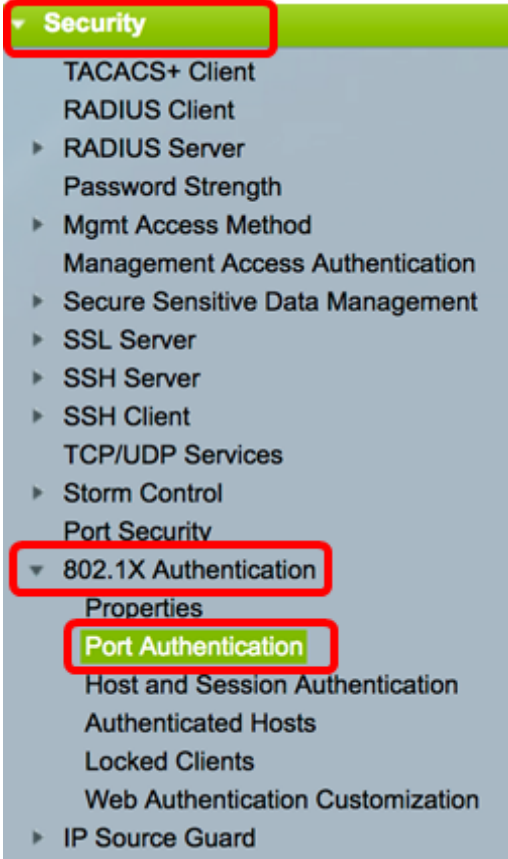 Security
TACACS+ Client
RADIUS Client
RADIUS Server
Password Strength
Mgmt Access Method
Management Access Authentication
Secure Sensitive Data Management
SSL Server
SSH Server
SSH Client
TCP/UDP Services
Storm Control
Port Security
802.1X Authentication
Properties
Port Authentication
Host and Session Authentication
Authenticated Hosts
Locked Clients
Web Authentication Customization
IP Source Guard